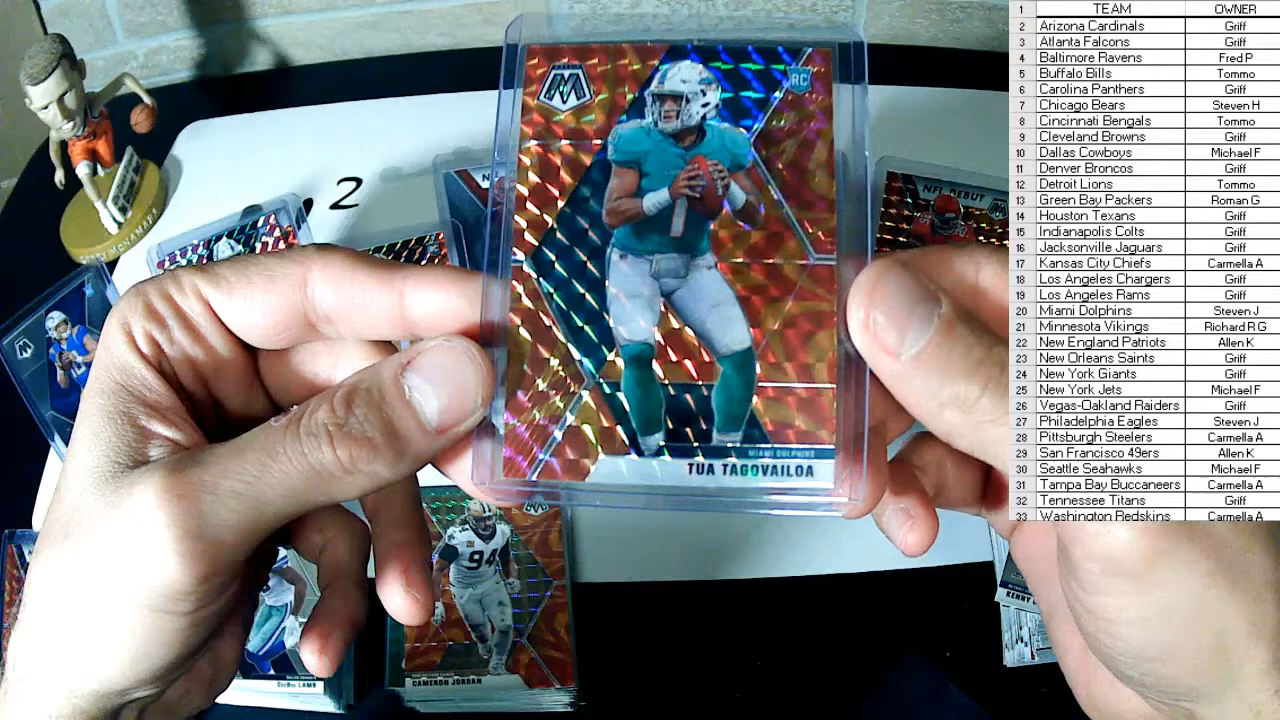 1 TEAM OWNER
2 Arizona Cardinals Griff
3 Atlanta Falcons Griff
4 Baltimore Ravens Fred P
5 Buffalo Bills Tommo
6 Carolina Panthers Griff
7 Chicago Bears Steven H
8 Cincinnati Bengals Tommo
9 Cleveland Browns Griff
10 Dallas Cowboys Michael F
11 Denver Broncos Griff
12 Detroit Lions Tommo
13 Green Bay Packers Roman G
14 Houston Texans Griff
15 Indianapolis Colts Griff
16 Jacksonville Jaguars Griff
17 Kansas City Chiefs Carmella A
18 Los Angeles Chargers Griff
19 Los Angeles Rams Griff
20 Miami Dolphins Steven J
21 Minnesota Vikings Richard R G
22 New England Patriots Allen K
23 New Orleans Saints Griff
24 New York Giants Griff
25 New York Jets Michael F
26 Vegas-Oakland Raiders Griff
27 Philadelphia Eagles Steven J
28 Pittsburgh Steelers Carmella A
29 San Francisco 49ers Allen K
30 Seattle Seahawks Michael F
31 Tampa Bay Buccaneers Carmella A
32 Tennessee Titans Griff
33 Washington Redskins Carmella A
M
RC
1
MIAMI DOLPHINS
TUA TAGOVAILOA
2
NFL DEBUT
94
CAMERON JORDAN
CeeDee LAMB
KENNY